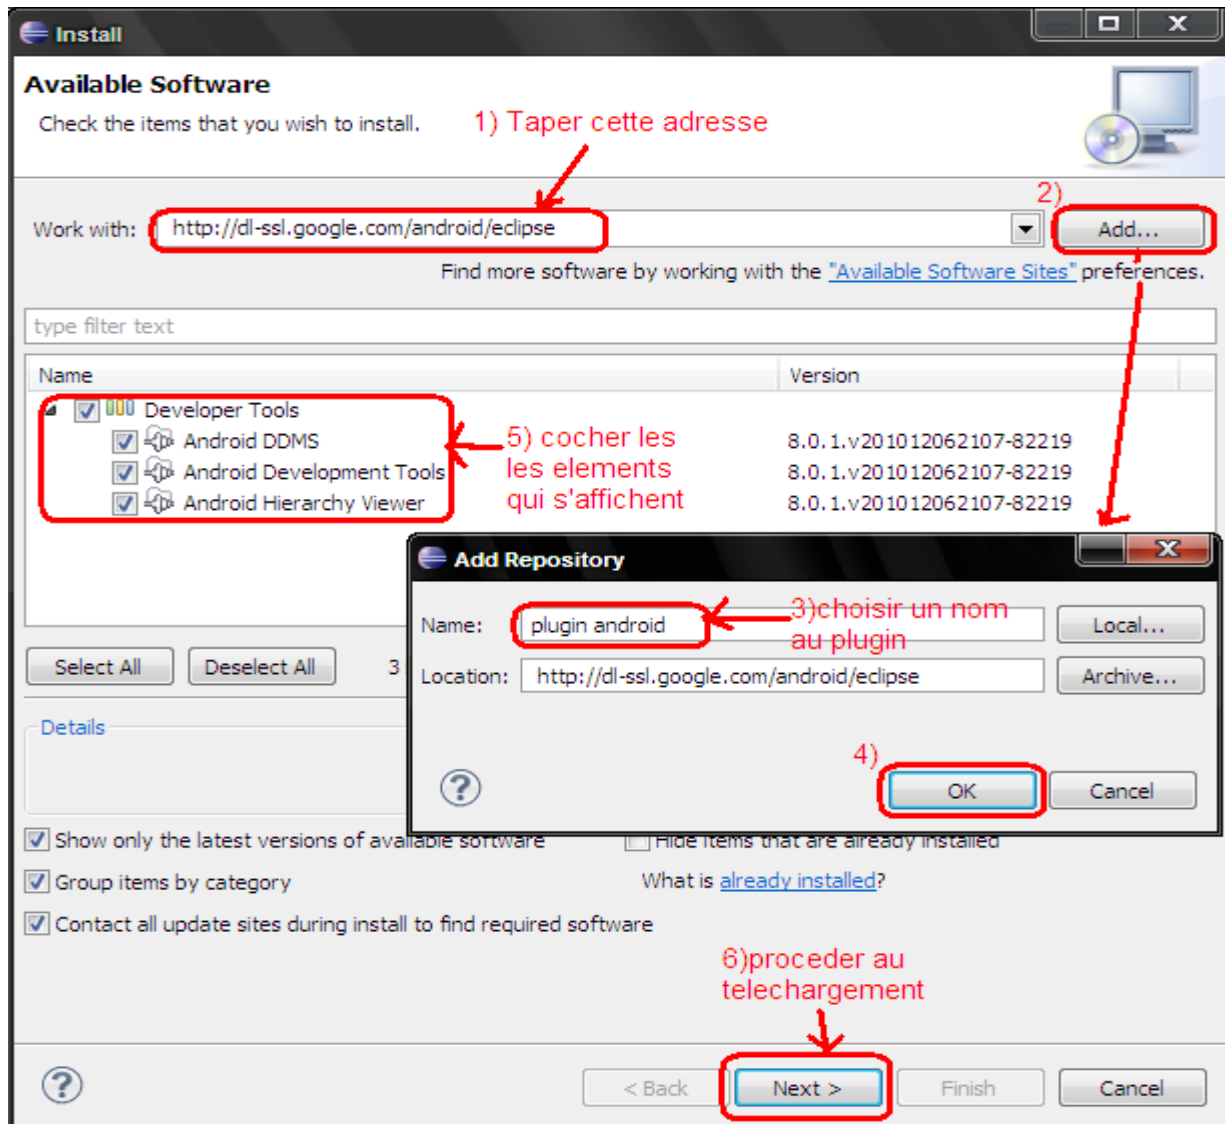 Install
Available Software
Check the items that you wish to install.
1) Taper cette adresse
2)
Work with: http://dl-ssl.google.com/android/eclipse Add...
Find more software by working with the "Available Software Sites" preferences.
type filter text
Name Version
Developer Tools
Android DDMS 8.0.1.v201012062107-82219
Android Development Tools 8.0.1.v201012062107-82219
Android Hierarchy Viewer 8.0.1.v201012062107-82219
5) cocher les
les elements
qui s'affichent
Add Repository
Name: plugin android Local...
3)choisir un nom
au plugin
Location: http://dl-ssl.google.com/android/eclipse Archive...
4)
OK Cancel
Select All Deselect All 3
Details
Show only the latest versions of available software Hide items that are already installed
Group items by category What is already installed?
Contact all update sites during install to find required software
6)proceder au
telechargement
< Back Next > Finish Cancel